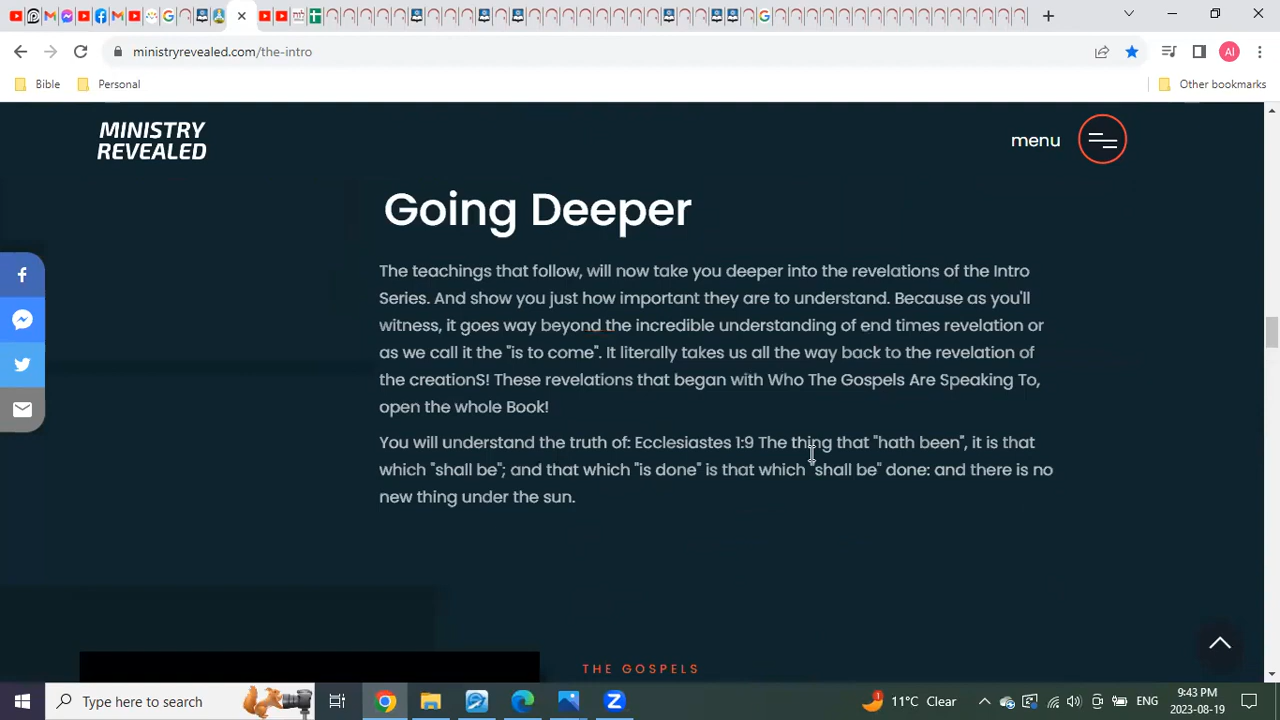 ministryrevealed.com/the-intro
AI
Bible
Personal
Other bookmarks
MINISTRY
REVEALED
menu
Going Deeper
The teachings that follow, will now take you deeper into the revelations of the Intro
Series. And show you just how important they are to understand. Because as you'll
witness, it goes way beyond the incredible understanding of end times revelation or
as we call it the "is to come". It literally takes us all the way back to the revelation of
the creationS! These revelations that began with Who The Gospels Are Speaking To,
open the whole Book!
You will understand the truth of: Ecclesiastes 1:9 The thing that "hath been", it is that
which "shall be"; and that which "is done" is that which "shall be" done: and there is no
new thing under the sun.
THE GOSPELS
Type here to search
1
11°C Clear
ENG
9:43 PM
2023-08-19